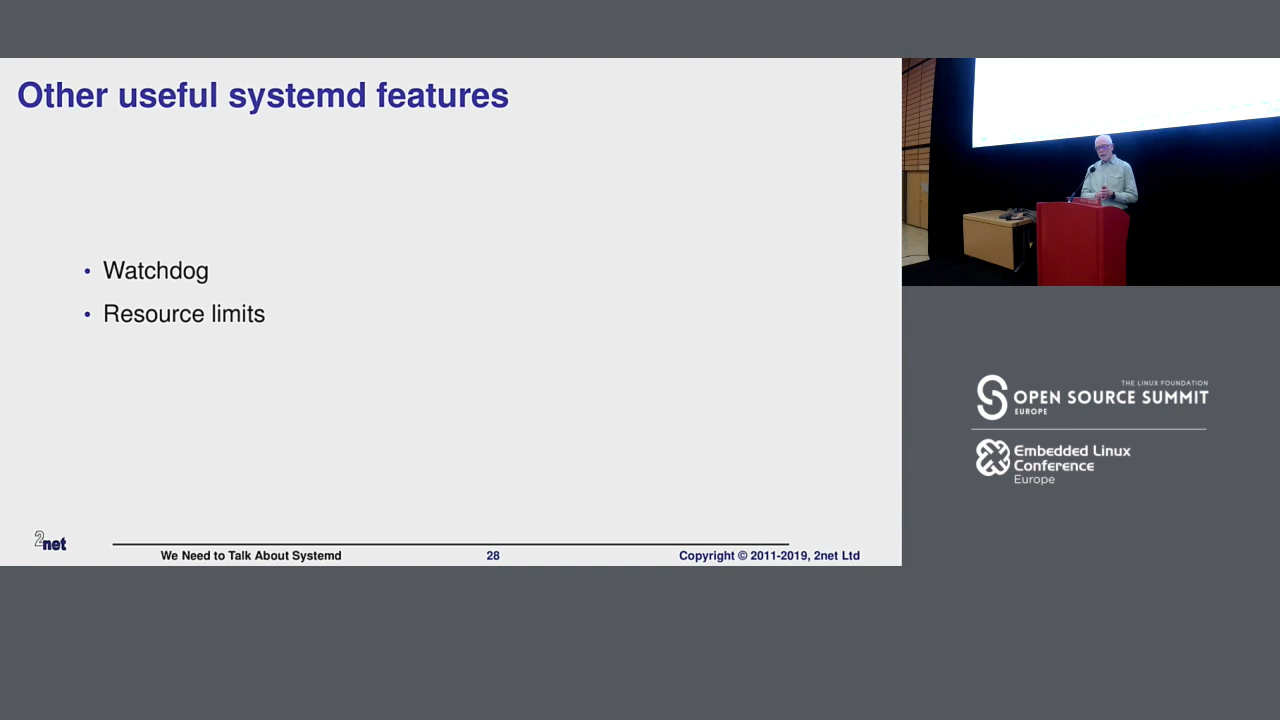 Other useful systemd features
• Watchdog
• Resource limits
2net
We Need to Talk About Systemd 28 Copyright © 2011-2019, 2net Ltd
THE LINUX FOUNDATION
OPEN SOURCE SUMMIT
EUROPE
Embedded Linux
Conference
Europe